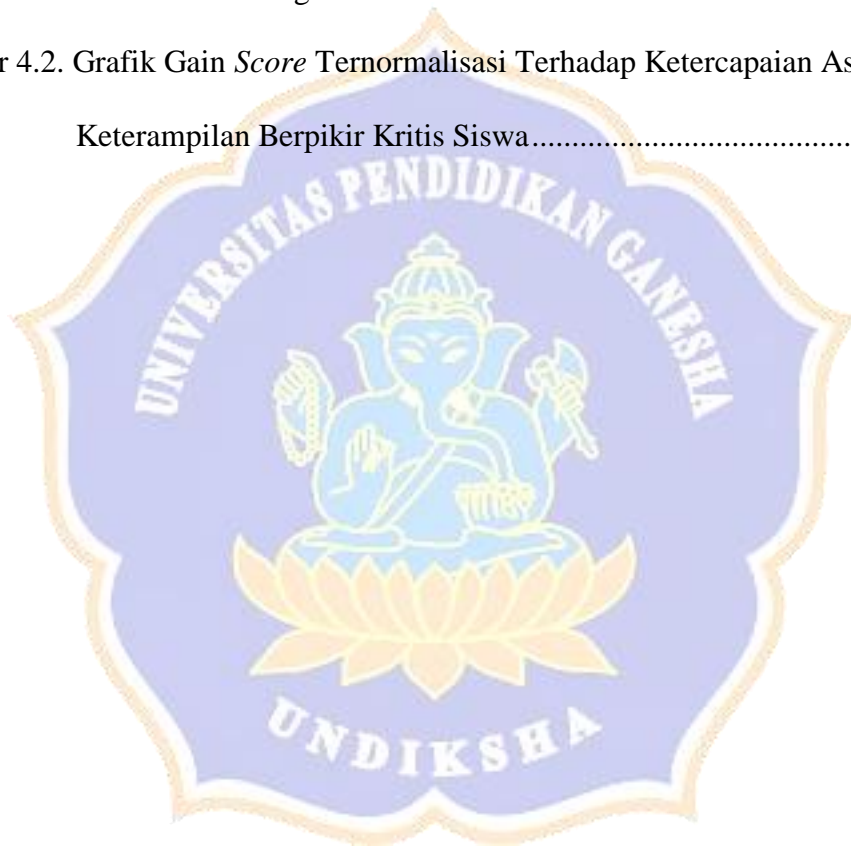 r 4.2. Grafik Gain Score Ternormalisasi Terhadap Ketercapaian As
Keterampilan Berpikir Kritis Siswa........................................
UNIVERSITAS PENDIDIKAN GANESHA
UNDIKSHA